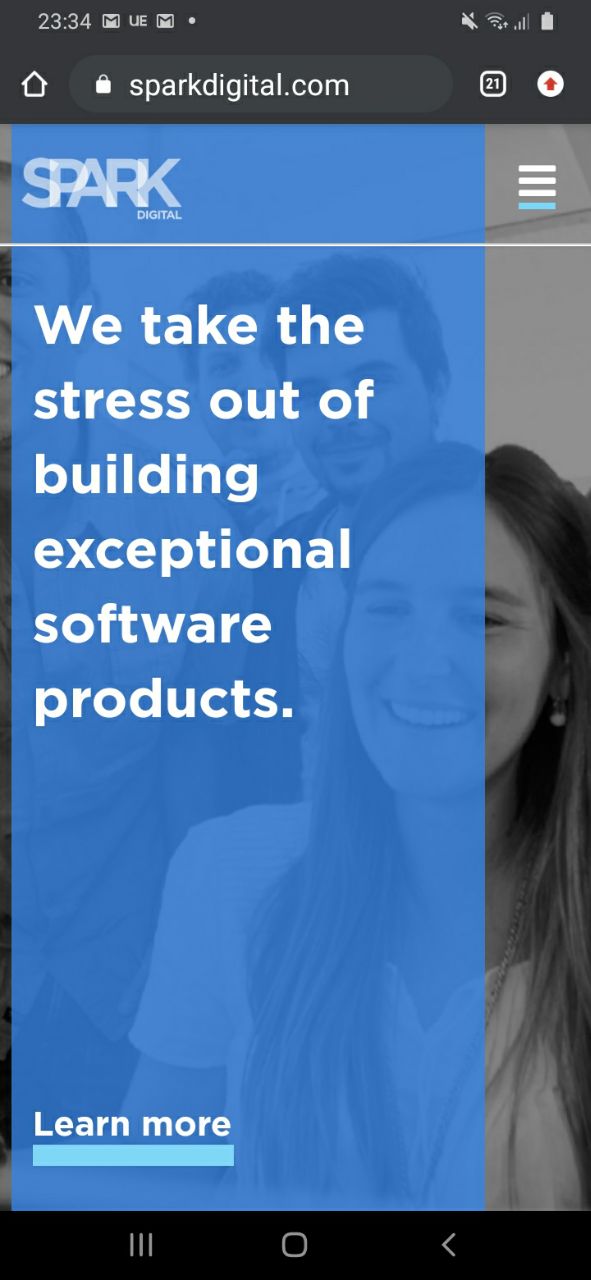 23:34 UE
sparkdigital.com
21
SPARK
DIGITAL
We take the
stress out of
building
exceptional
software
products.
Learn more